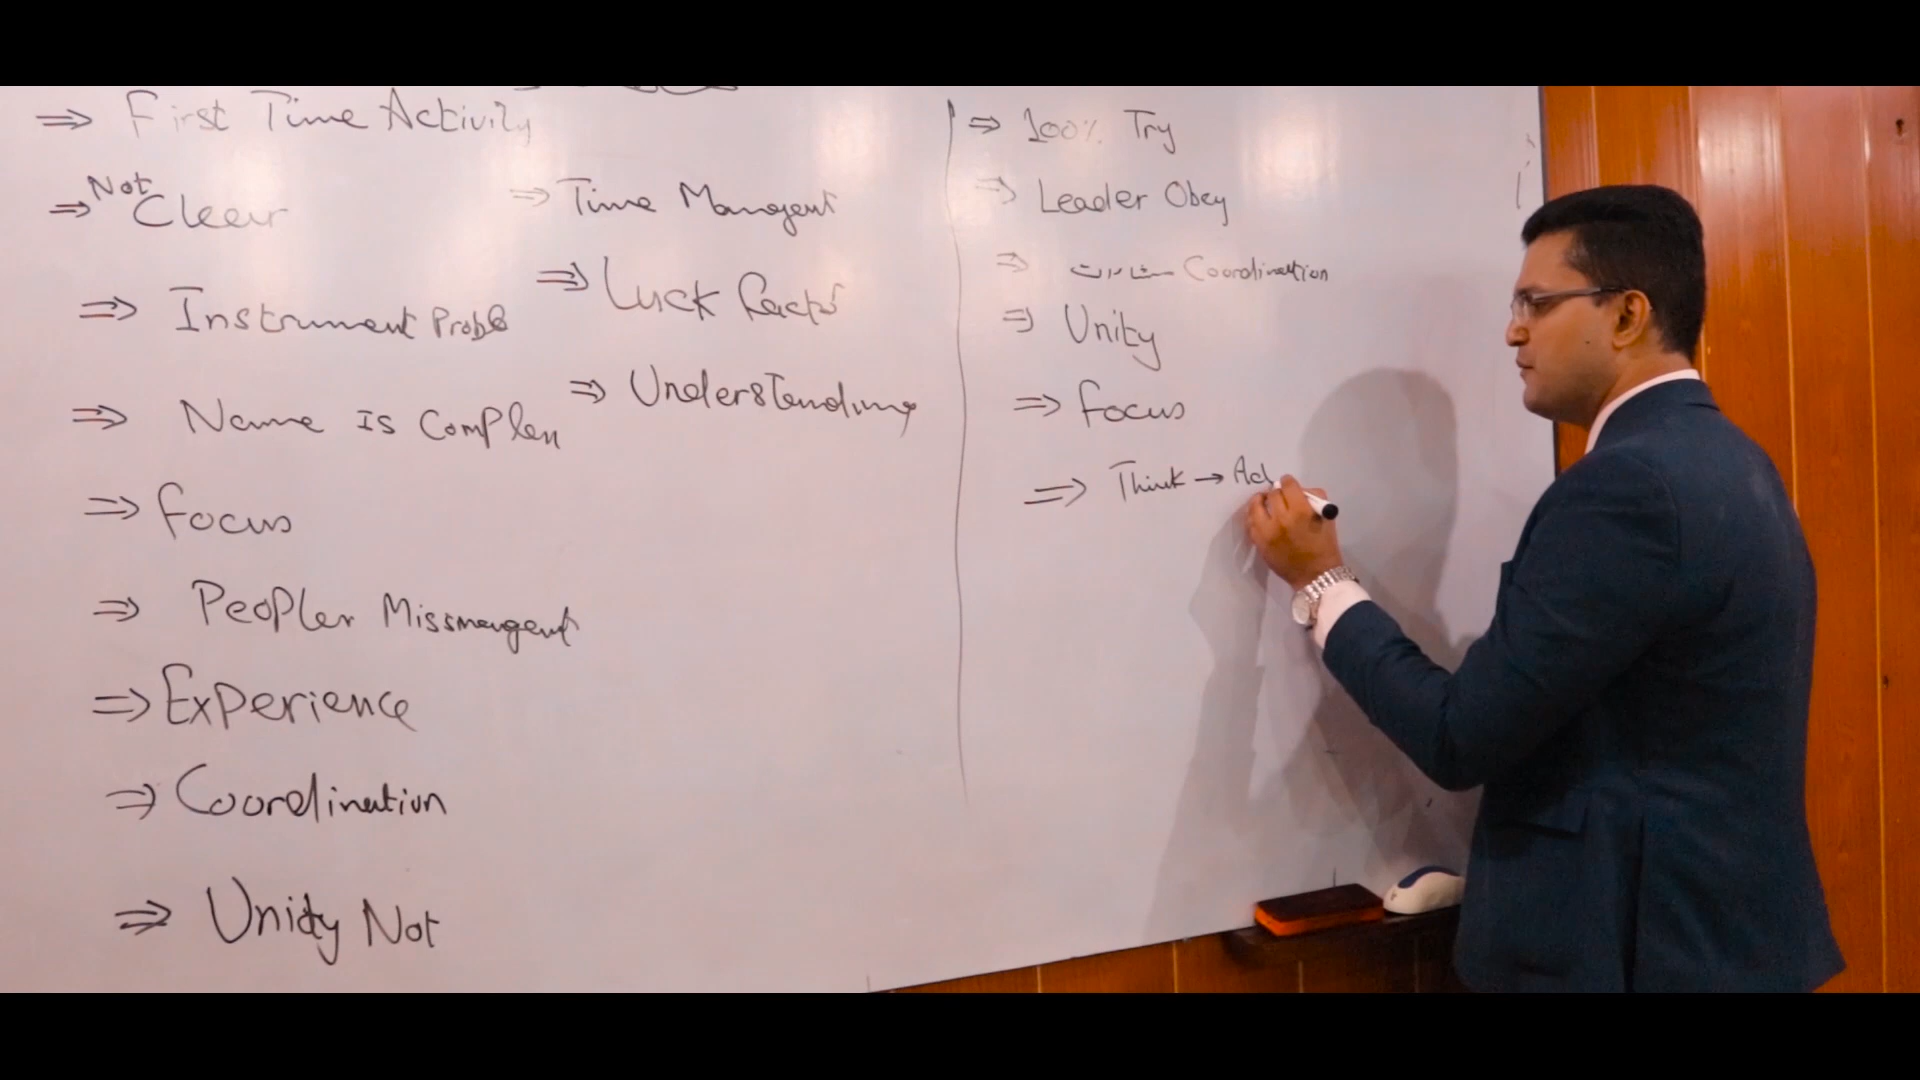 ⇒ First Time Activity
⇒ Not Clear
⇒ Instrument Prob
⇒ Name Is Complex
⇒ Focus
⇒ Peopler Missmangent
⇒ Experience
⇒ Coordination
⇒ Unity Not
⇒ Time Managent
⇒ Luck factor
⇒ Understanding
⇒ 100% Try
⇒ Leader Obey
⇒ مشاورت Coordination
⇒ Unity
⇒ Focus
⇒ Think → Act